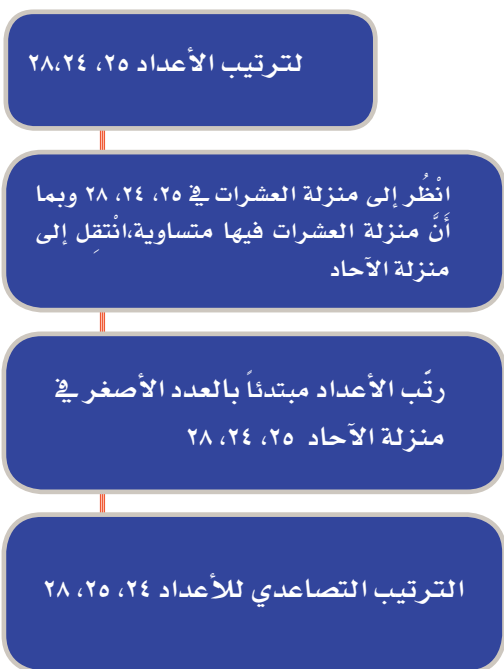 لترتيب الأعداد ٢٥، ٢٨،٢٤
انْظُر إلى منزلة العشرات في ٢٥، ٢٤، ٢٨ وبما
أَنَّ منزلة العشرات فيها متساوية،انْتقِل إلى
منزلة الآحاد
رتّب الأعداد مبتدئاً بالعدد الأصغر في
منزلة الآحاد ٢٥، ٢٤، ٢٨
الترتيب التصاعدي للأعداد ٢٤، ٢٥، ٢٨